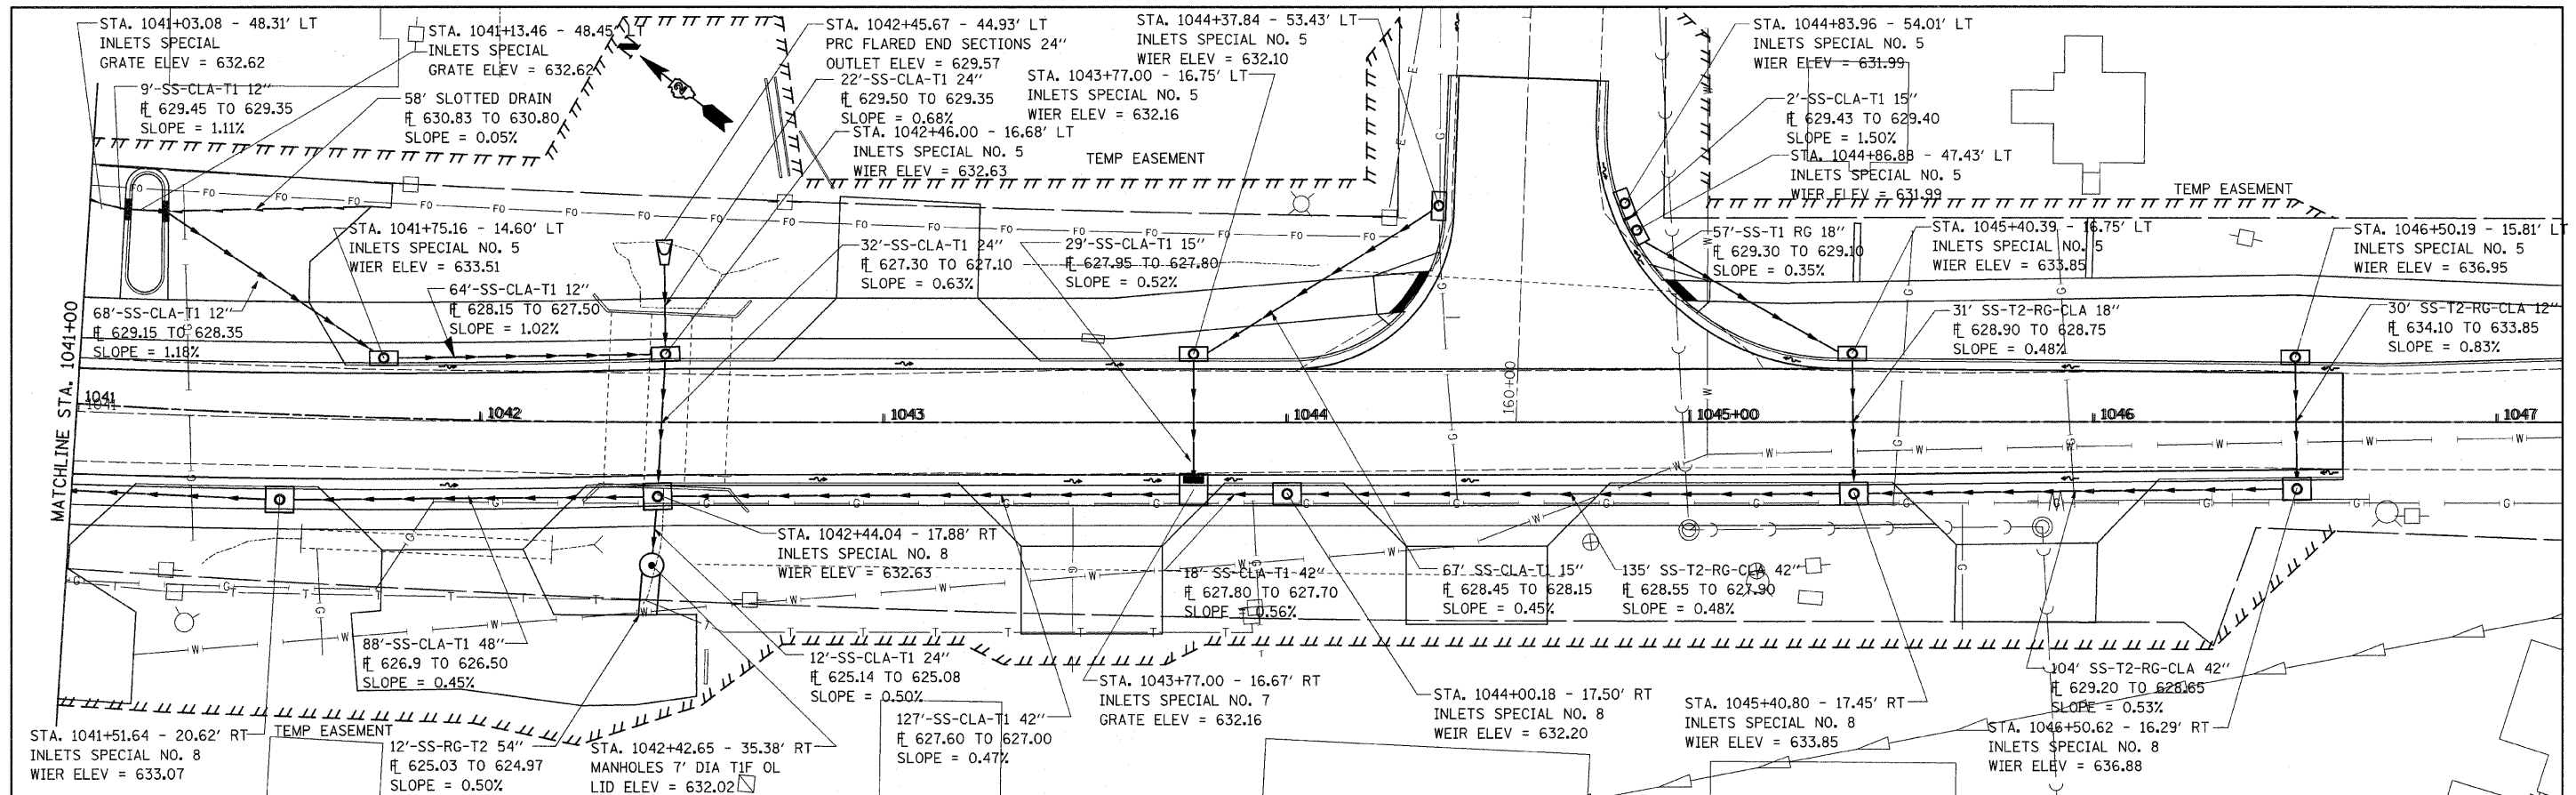 STA. 1041+03.08 - 48.31' LT
INLETS SPECIAL
GRATE ELEV = 632.62
STA. 1041+13.46 - 48.45' LT
INLETS SPECIAL
GRATE ELEV = 632.62
9'-SS-CLA-T1 12"
FL 629.45 TO 629.35
SLOPE = 1.11%
58' SLOTTED DRAIN
FL 630.83 TO 630.80
SLOPE = 0.05%
N
STA. 1042+45.67 - 44.93' LT
PRC FLARED END SECTIONS 24"
OUTLET ELEV = 629.57
22'-SS-CLA-T1 24"
FL 629.50 TO 629.35
SLOPE = 0.68%
STA. 1042+46.00 - 16.68' LT
INLETS SPECIAL NO. 5
WIER ELEV = 632.63
STA. 1044+37.84 - 53.43' LT
INLETS SPECIAL NO. 5
WIER ELEV = 632.10
STA. 1043+77.00 - 16.75' LT
INLETS SPECIAL NO. 5
WIER ELEV = 632.16
TEMP EASEMENT
STA. 1044+83.96 - 54.01' LT
INLETS SPECIAL NO. 5
WIER ELEV = 631.99
2'-SS-CLA-T1 15"
FL 629.43 TO 629.40
SLOPE = 1.50%
STA. 1044+86.88 - 47.43' LT
INLETS SPECIAL NO. 5
WIER ELEV = 631.99
TEMP EASEMENT
STA. 1041+75.16 - 14.60' LT
INLETS SPECIAL NO. 5
WIER ELEV = 633.51
64'-SS-CLA-T1 12"
FL 628.15 TO 627.50
SLOPE = 1.02%
68'-SS-CLA-T1 12"
FL 629.15 TO 628.35
SLOPE = 1.18%
32'-SS-CLA-T1 24"
FL 627.30 TO 627.10
SLOPE = 0.63%
29'-SS-CLA-T1 15"
FL 627.95 TO 627.80
SLOPE = 0.52%
57'-SS-T1 RG 18"
FL 629.30 TO 629.10
SLOPE = 0.35%
STA. 1045+40.39 - 16.75' LT
INLETS SPECIAL NO. 5
WIER ELEV = 633.85
STA. 1046+50.19 - 15.81' LT
INLETS SPECIAL NO. 5
WIER ELEV = 636.95
31' SS-T2-RG-CLA 18"
FL 628.90 TO 628.75
SLOPE = 0.48%
30' SS-T2-RG-CLA 12"
FL 634.10 TO 633.85
SLOPE = 0.83%
MATCHLINE STA. 1041+00
1041
1041
1042
1043
1044
160+00
1045+00
1046
1047
STA. 1042+44.04 - 17.88' RT
INLETS SPECIAL NO. 8
WIER ELEV = 632.63
18' SS-CLA-T1 42"
FL 627.80 TO 627.70
SLOPE = 0.56%
67' SS-CLA-T1 15"
FL 628.45 TO 628.15
SLOPE = 0.45%
135' SS-T2-RG-CLA 42"
FL 628.55 TO 627.90
SLOPE = 0.48%
88'-SS-CLA-T1 48"
FL 626.9 TO 626.50
SLOPE = 0.45%
12'-SS-CLA-T1 24"
FL 625.14 TO 625.08
SLOPE = 0.50%
STA. 1043+77.00 - 16.67' RT
INLETS SPECIAL NO. 7
GRATE ELEV = 632.16
STA. 1044+00.18 - 17.50' RT
INLETS SPECIAL NO. 8
WEIR ELEV = 632.20
STA. 1045+40.80 - 17.45' RT
INLETS SPECIAL NO. 8
WIER ELEV = 633.85
104' SS-T2-RG-CLA 42"
FL 629.20 TO 628.65
SLOPE = 0.53%
STA. 1046+50.62 - 16.29' RT
INLETS SPECIAL NO. 8
WIER ELEV = 636.88
STA. 1041+51.64 - 20.62' RT
INLETS SPECIAL NO. 8
WIER ELEV = 633.07
TEMP EASEMENT
12'-SS-RG-T2 54"
FL 625.03 TO 624.97
SLOPE = 0.50%
STA. 1042+42.65 - 35.38' RT
MANHOLES 7' DIA T1F OL
LID ELEV = 632.02
127'-SS-CLA-T1 42"
FL 627.60 TO 627.00
SLOPE = 0.47%